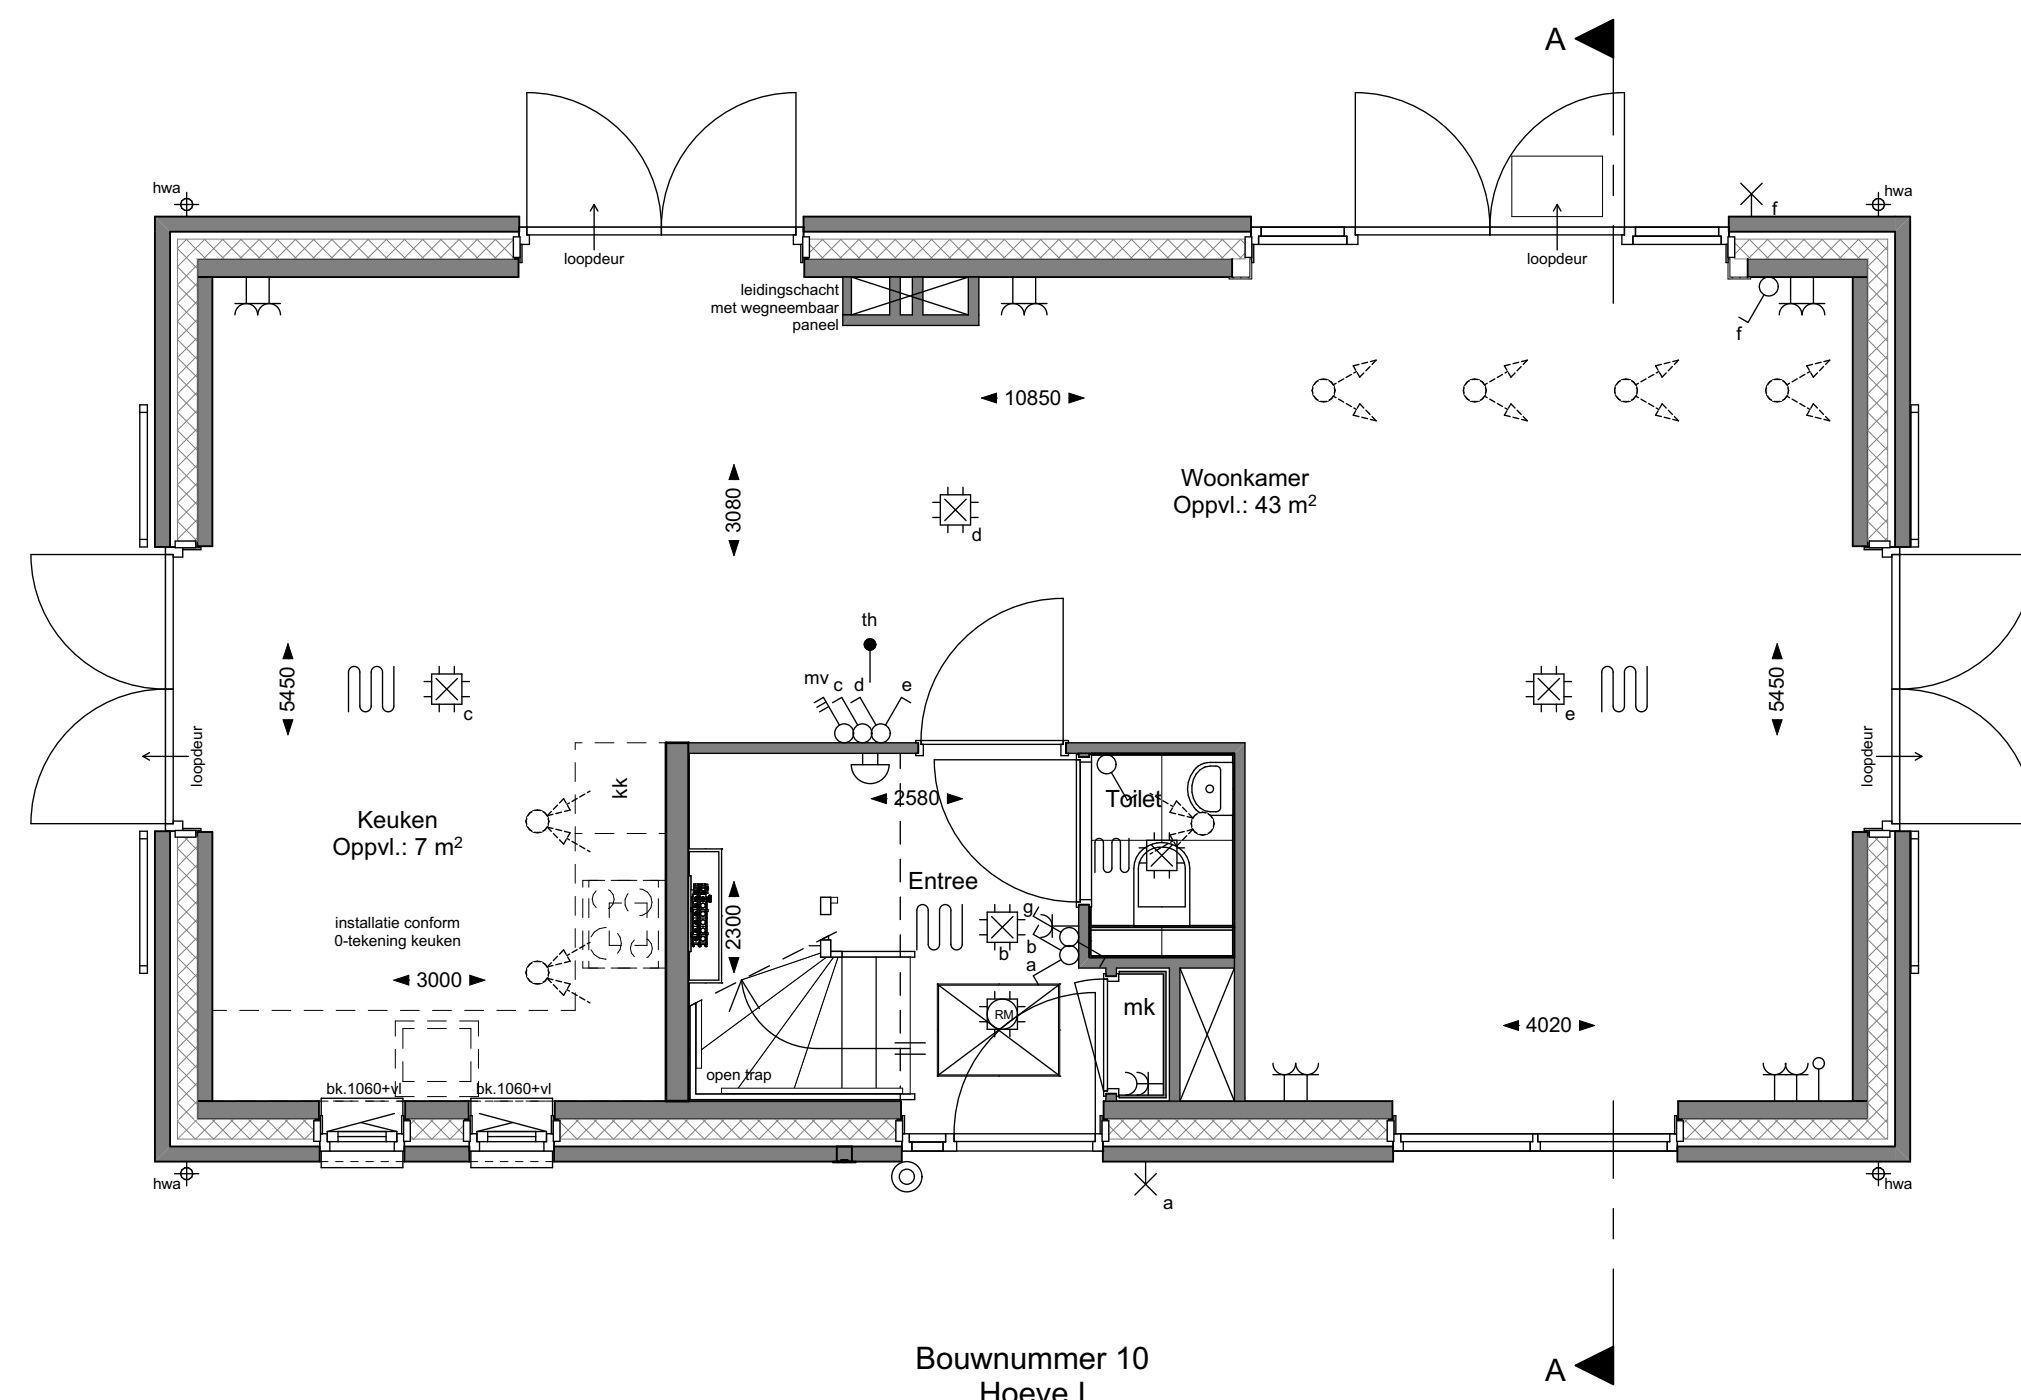 A
hwa
f
hwa
loopdeur
loopdeur
leidingschacht
met wegneembaar
paneel
f
10850
Woonkamer
Oppvl.: 43 m²
3080
d
th
mv c d e
5450
c
e
5450
loopdeur
loopdeur
kk
2580
Toilet
Keuken
Oppvl.: 7 m²
Entree
installatie conform
0-tekening keuken
2300
g
b
b
a
3000
RM
mk
4020
open trap
bk.1060+vl
bk.1060+vl
hwa
hwa
a
Bouwnummer 10
A